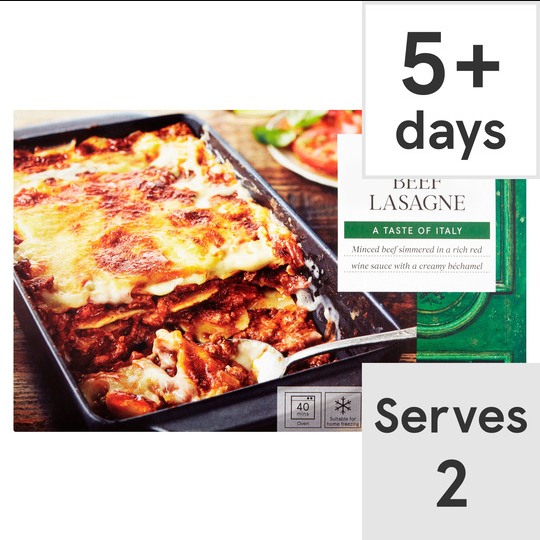 5+
days
BEEF
LASAGNE
A TASTE OF ITALY
Minced beef simmered in a rich red
wine sauce with a creamy béchamel
40
mins
Oven
Suitable for
home freezing
Serves
2